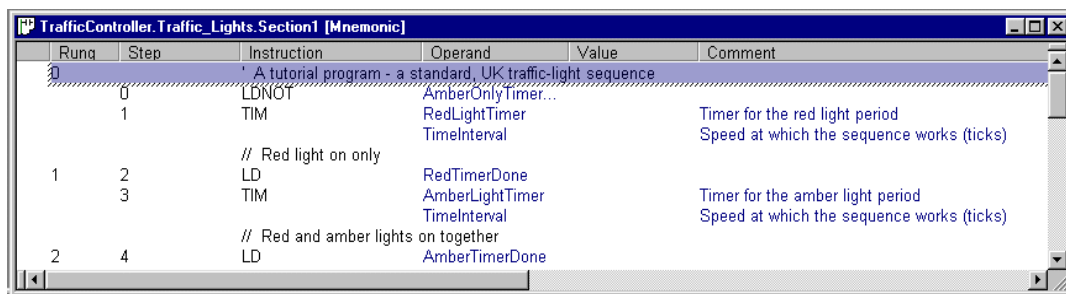 TrafficController.Traffic_Lights.Section1 [Mnemonic]
Rung Step Instruction Operand Value Comment
0 ' A tutorial program - a standard, UK traffic-light sequence
0 LDNOT AmberOnlyTimer...
1 TIM RedLightTimer Timer for the red light period
TimeInterval Speed at which the sequence works (ticks)
// Red light on only
1 2 LD RedTimerDone
3 TIM AmberLightTimer Timer for the amber light period
TimeInterval Speed at which the sequence works (ticks)
// Red and amber lights on together
2 4 LD AmberTimerDone